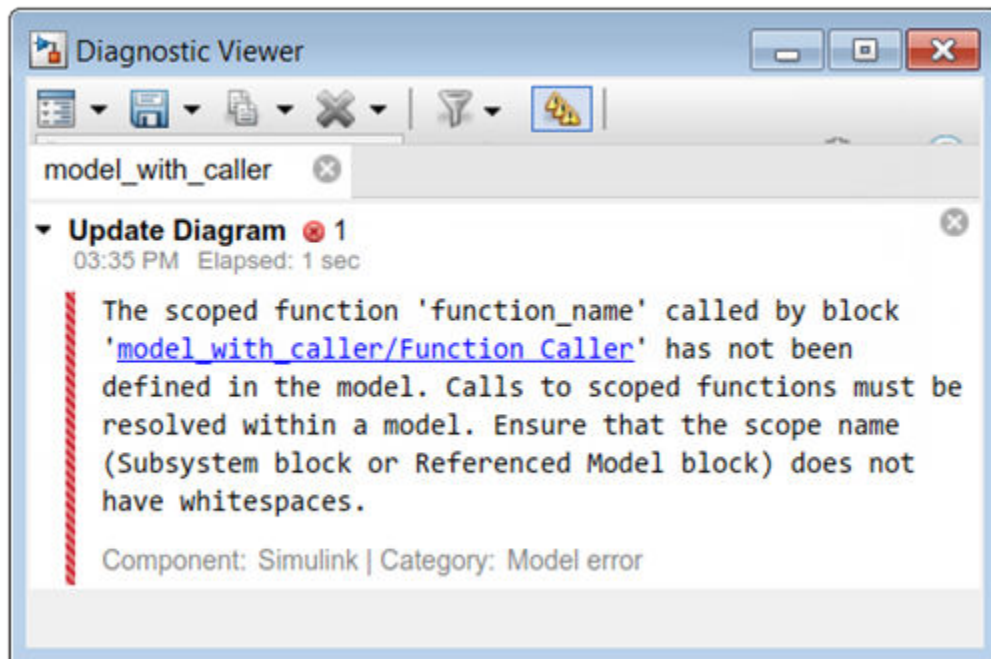 Diagnostic Viewer
model_with_caller
Update Diagram 1
03:35 PM Elapsed: 1 sec
The scoped function 'function_name' called by block
'model_with_caller/Function Caller' has not been
defined in the model. Calls to scoped functions must be
resolved within a model. Ensure that the scope name
(Subsystem block or Referenced Model block) does not
have whitespaces.
Component: Simulink | Category: Model error